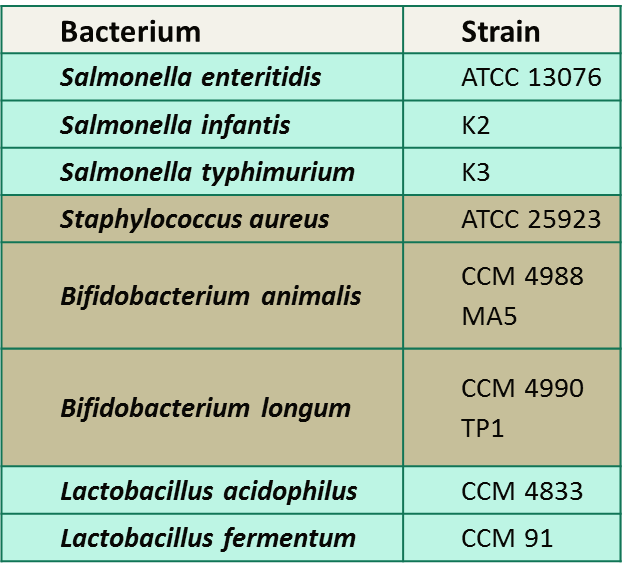 Bacterium Strain
Salmonella enteritidis ATCC 13076
Salmonella infantis K2
Salmonella typhimurium K3
Staphylococcus aureus ATCC 25923
Bifidobacterium animalis CCM 4988
MA5
Bifidobacterium longum CCM 4990
TP1
Lactobacillus acidophilus CCM 4833
Lactobacillus fermentum CCM 91